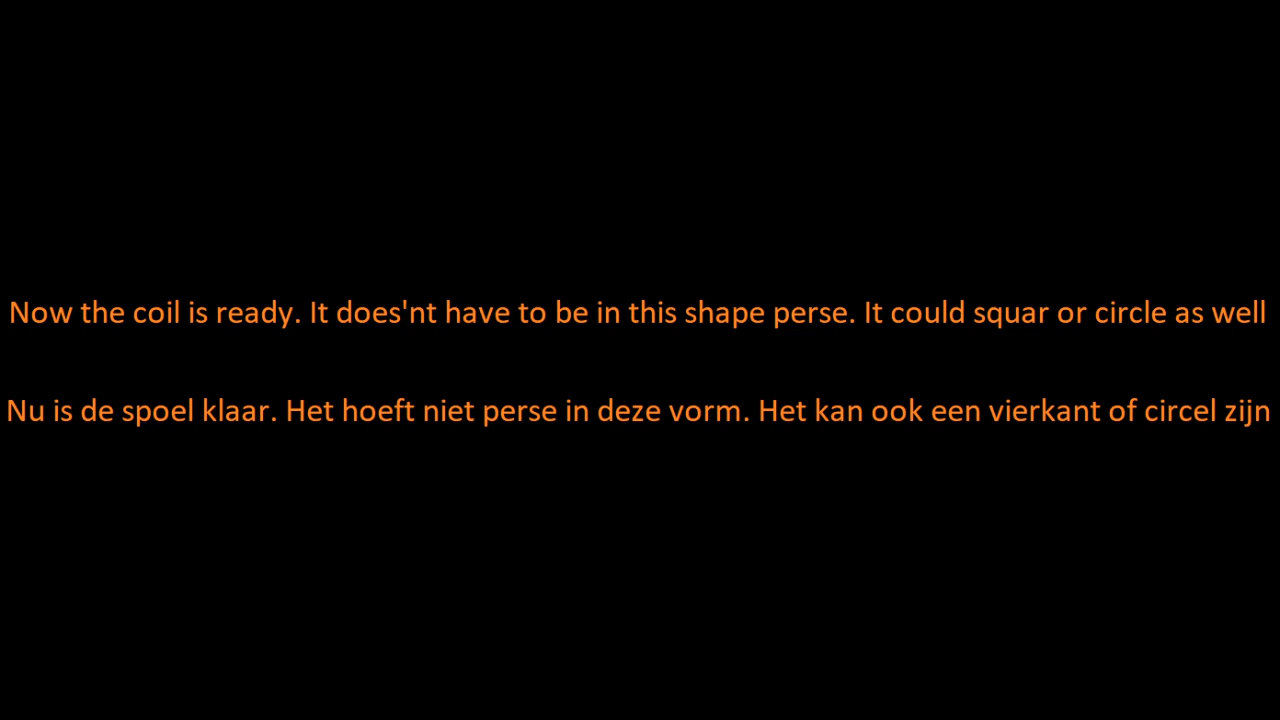 Now the coil is ready. It does'nt have to be in this shape perse. It could squar or circle as well
Nu is de spoel klaar. Het hoeft niet perse in deze vorm. Het kan ook een vierkant of circel zijn